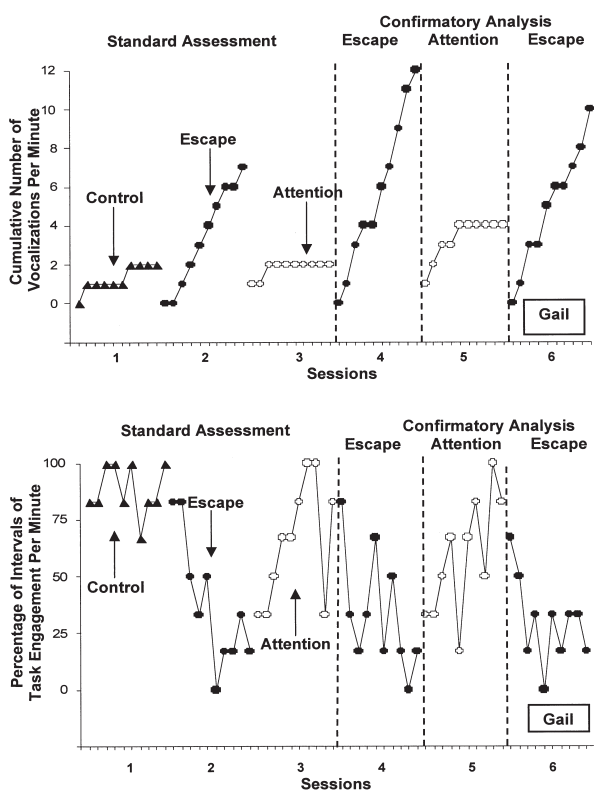 Confirmatory Analysis
Standard Assessment
Escape Attention Escape
Cumulative Number of
Vocalizations Per Minute
12
10
8
6
4
2
0
Control
Escape
Attention
Gail
1 2 3 4 5 6
Sessions
Confirmatory Analysis
Standard Assessment
Escape Attention Escape
Percentage of Intervals of
Task Engagement Per Minute
100
75
50
25
0
Control
Escape
Attention
Gail
1 2 3 4 5 6
Sessions